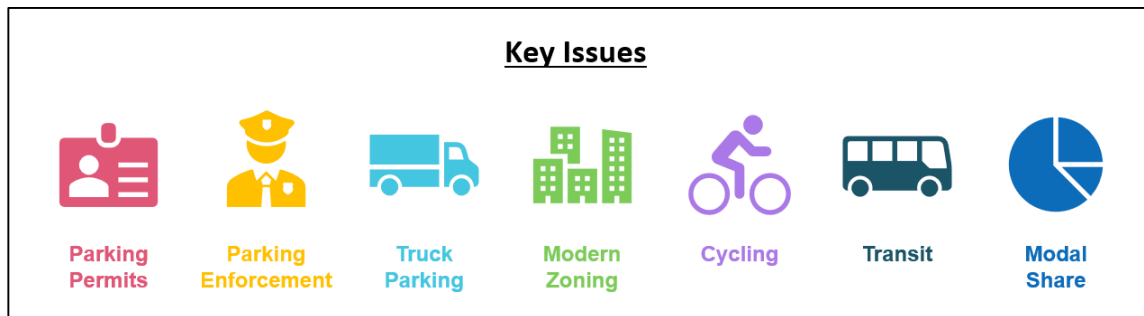 Key Issues
Parking
Permits
Parking
Enforcement
Truck
Parking
Modern
Zoning
Cycling
Transit
Modal
Share